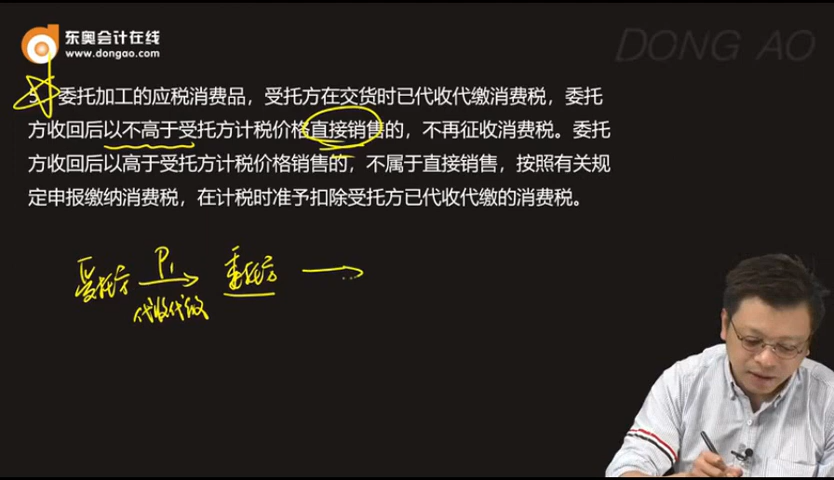 东奥会计在线
www.dongao.com
DONG AO
5、委托加工的应税消费品，受托方在交货时已代收代缴消费税，委托
方收回后以不高于受托方计税价格直接销售的，不再征收消费税。委托
方收回后以高于受托方计税价格销售的，不属于直接销售，按照有关规
定申报缴纳消费税，在计税时准予扣除受托方已代收代缴的消费税。
受托方 P₁ 委托方
代收代缴